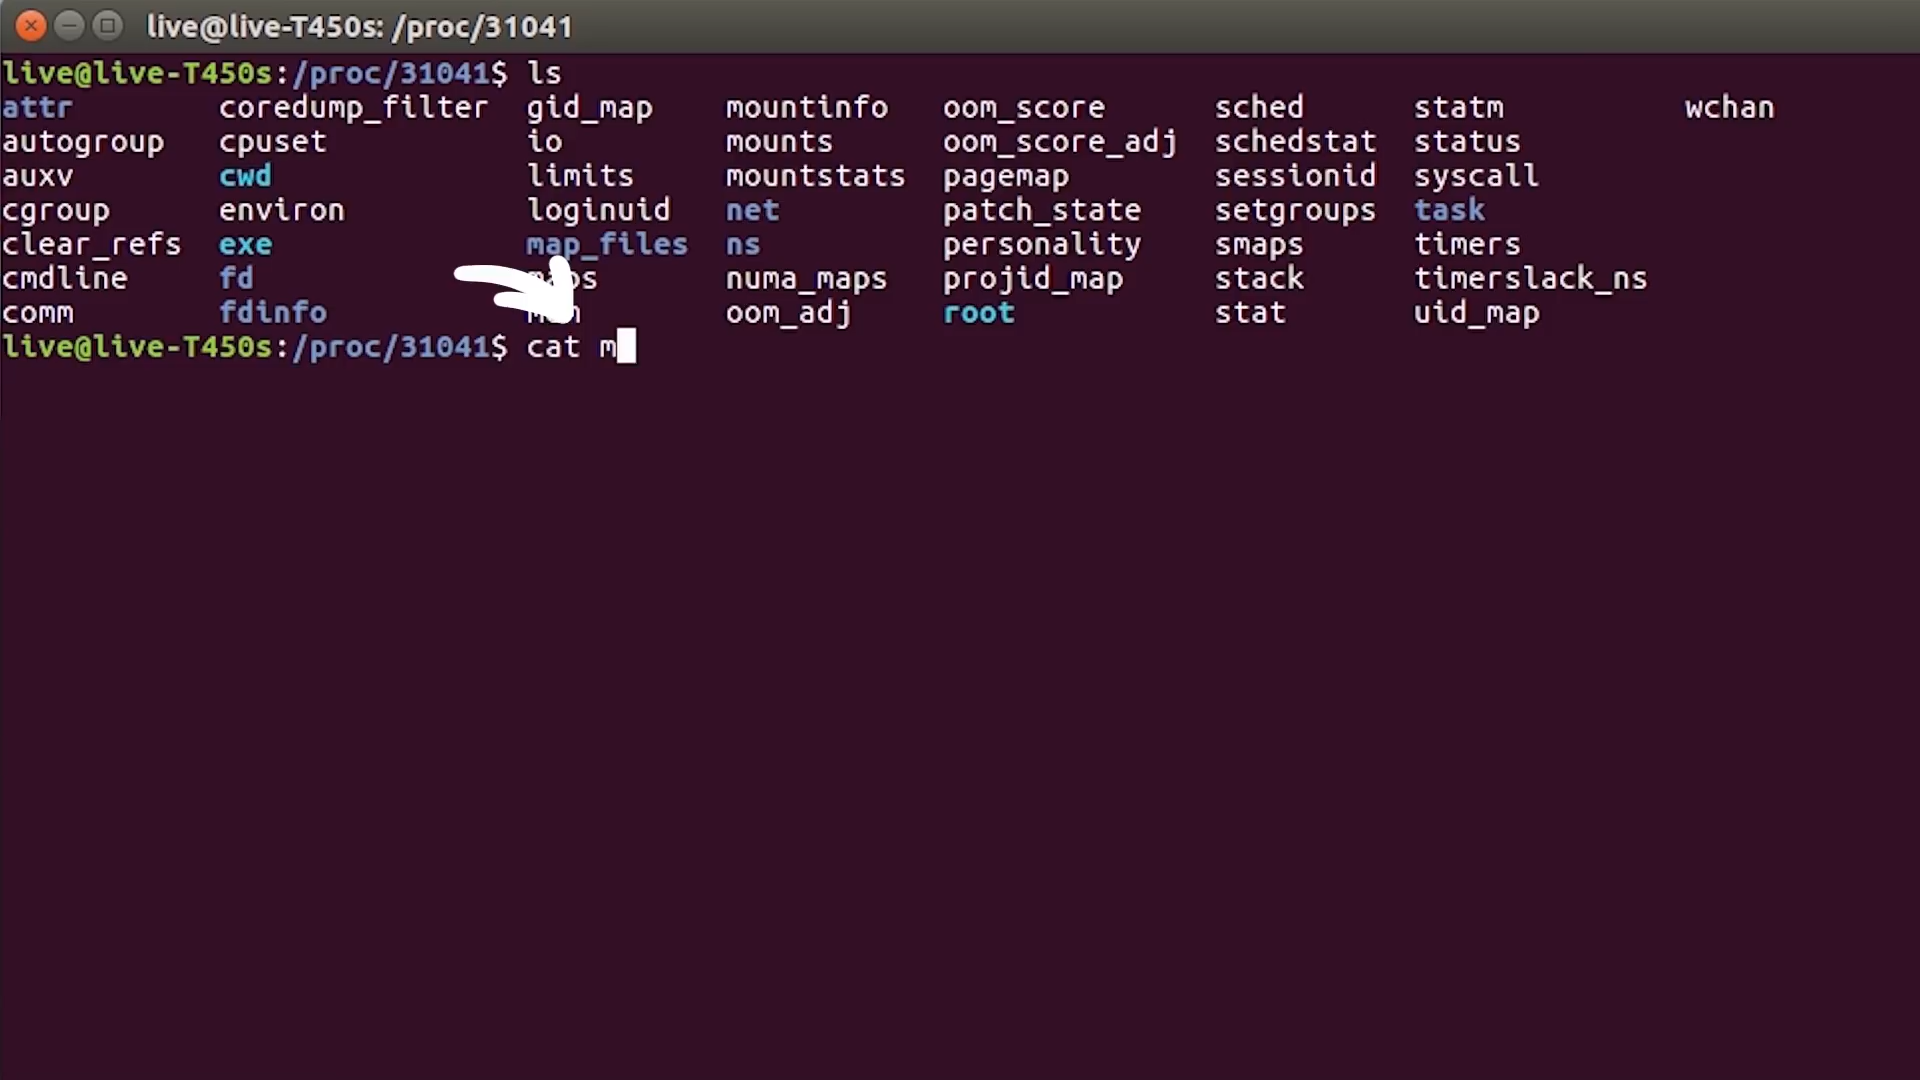 live@live-T450s: /proc/31041
live@live-T450s:/proc/31041$ ls
attr coredump_filter gid_map mountinfo oom_score sched statm wchan
autogroup cpuset io mounts oom_score_adj schedstat status
auxv cwd limits mountstats pagemap sessionid syscall
cgroup environ loginuid net patch_state setgroups task
clear_refs exe map_files ns personality smaps timers
cmdline fd maps numa_maps projid_map stack timerslack_ns
comm fdinfo oom_adj root stat uid_map
live@live-T450s:/proc/31041$ cat m